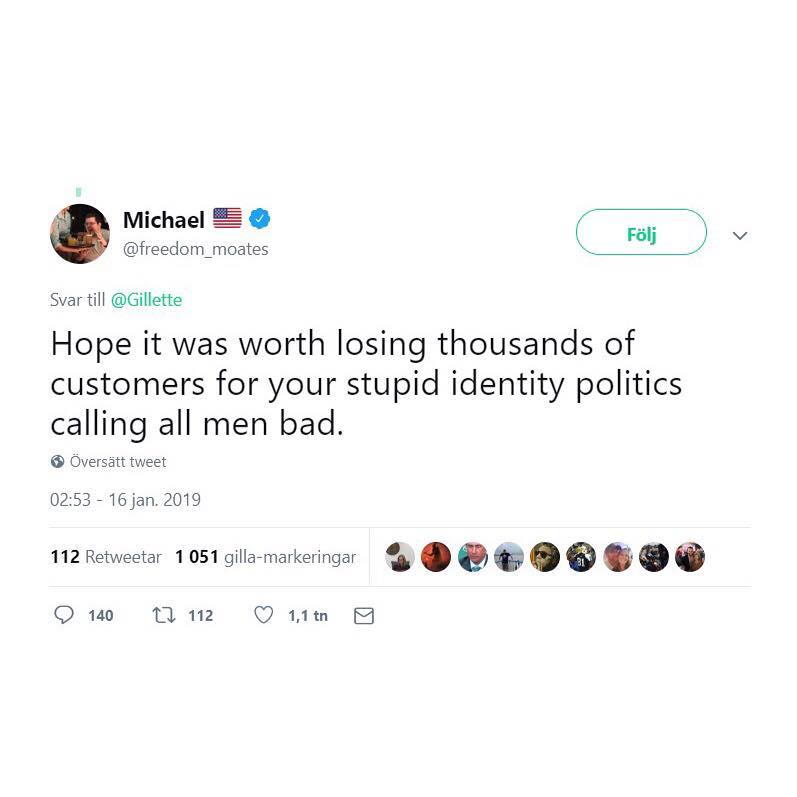 Michael
@freedom_moates
Följ
Svar till @Gillette
Hope it was worth losing thousands of
customers for your stupid identity politics
calling all men bad.
Översätt tweet
02:53 - 16 jan. 2019
112 Retweetar 1 051 gilla-markeringar
140 112 1,1 tn